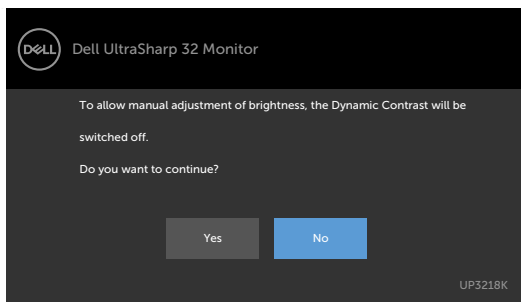 DELL Dell UltraSharp 32 Monitor
To allow manual adjustment of brightness, the Dynamic Contrast will be
switched off.
Do you want to continue?
Yes No
UP3218K